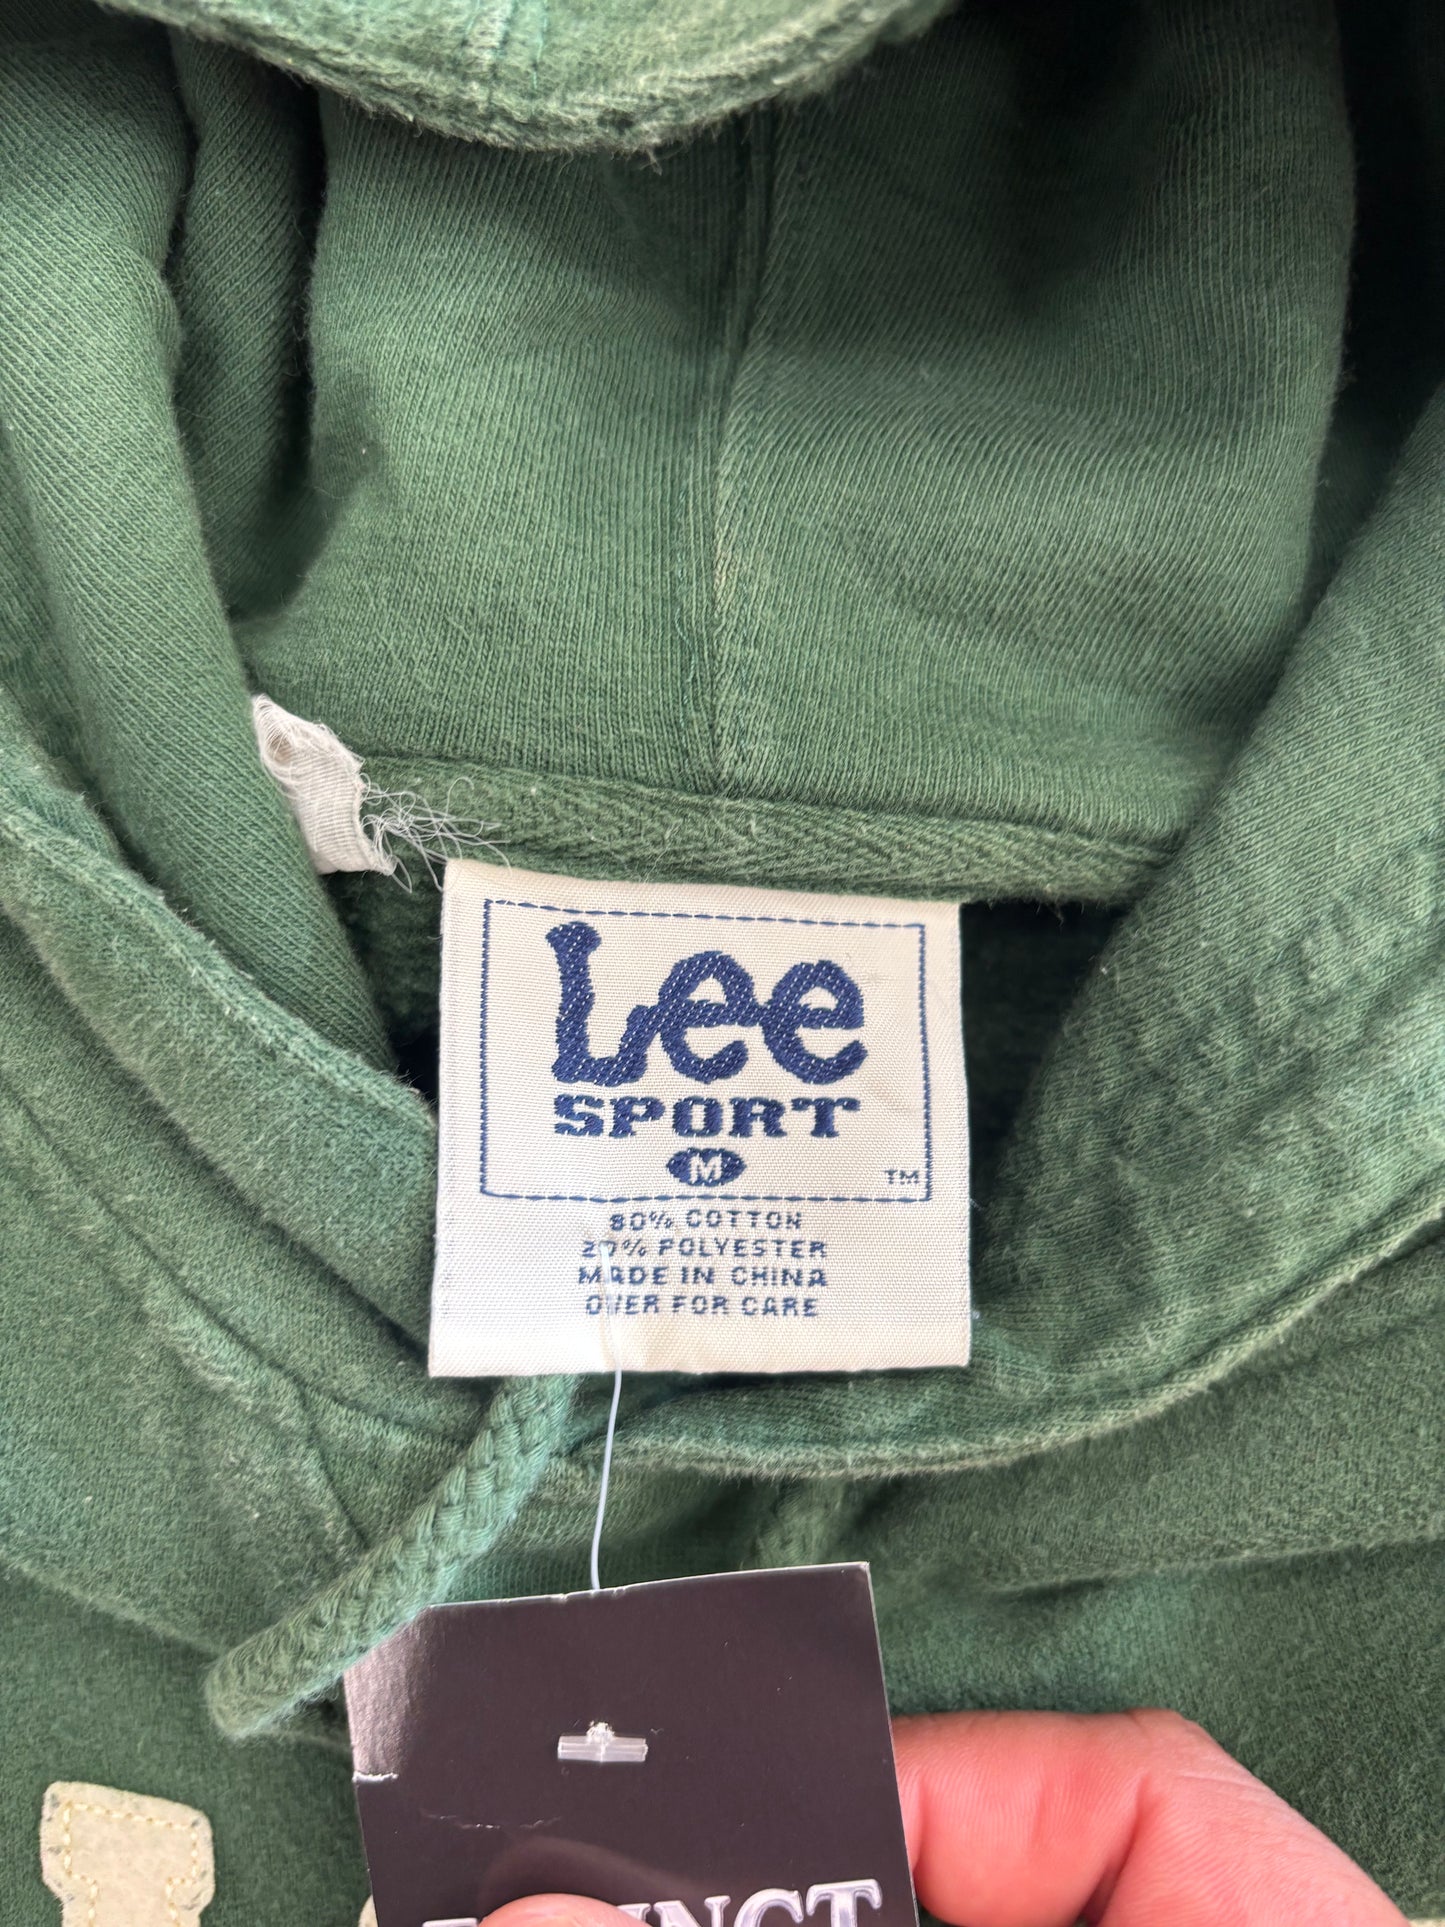 Lee
SPORT
M
TM
80% COTTON
20% POLYESTER
MADE IN CHINA
OVER FOR CARE